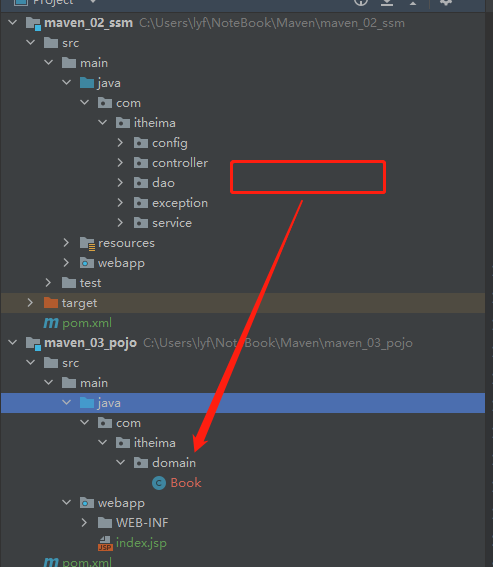 Project
maven_02_ssm C:\Users\lyf\NoteBook\Maven\maven_02_ssm
src
main
java
com
itheima
config
controller
dao
exception
service
resources
webapp
test
target
pom.xml
maven_03_pojo C:\Users\lyf\NoteBook\Maven\maven_03_pojo
src
main
java
com
itheima
domain
C Book
webapp
WEB-INF
JSP index.jsp
pom.xml